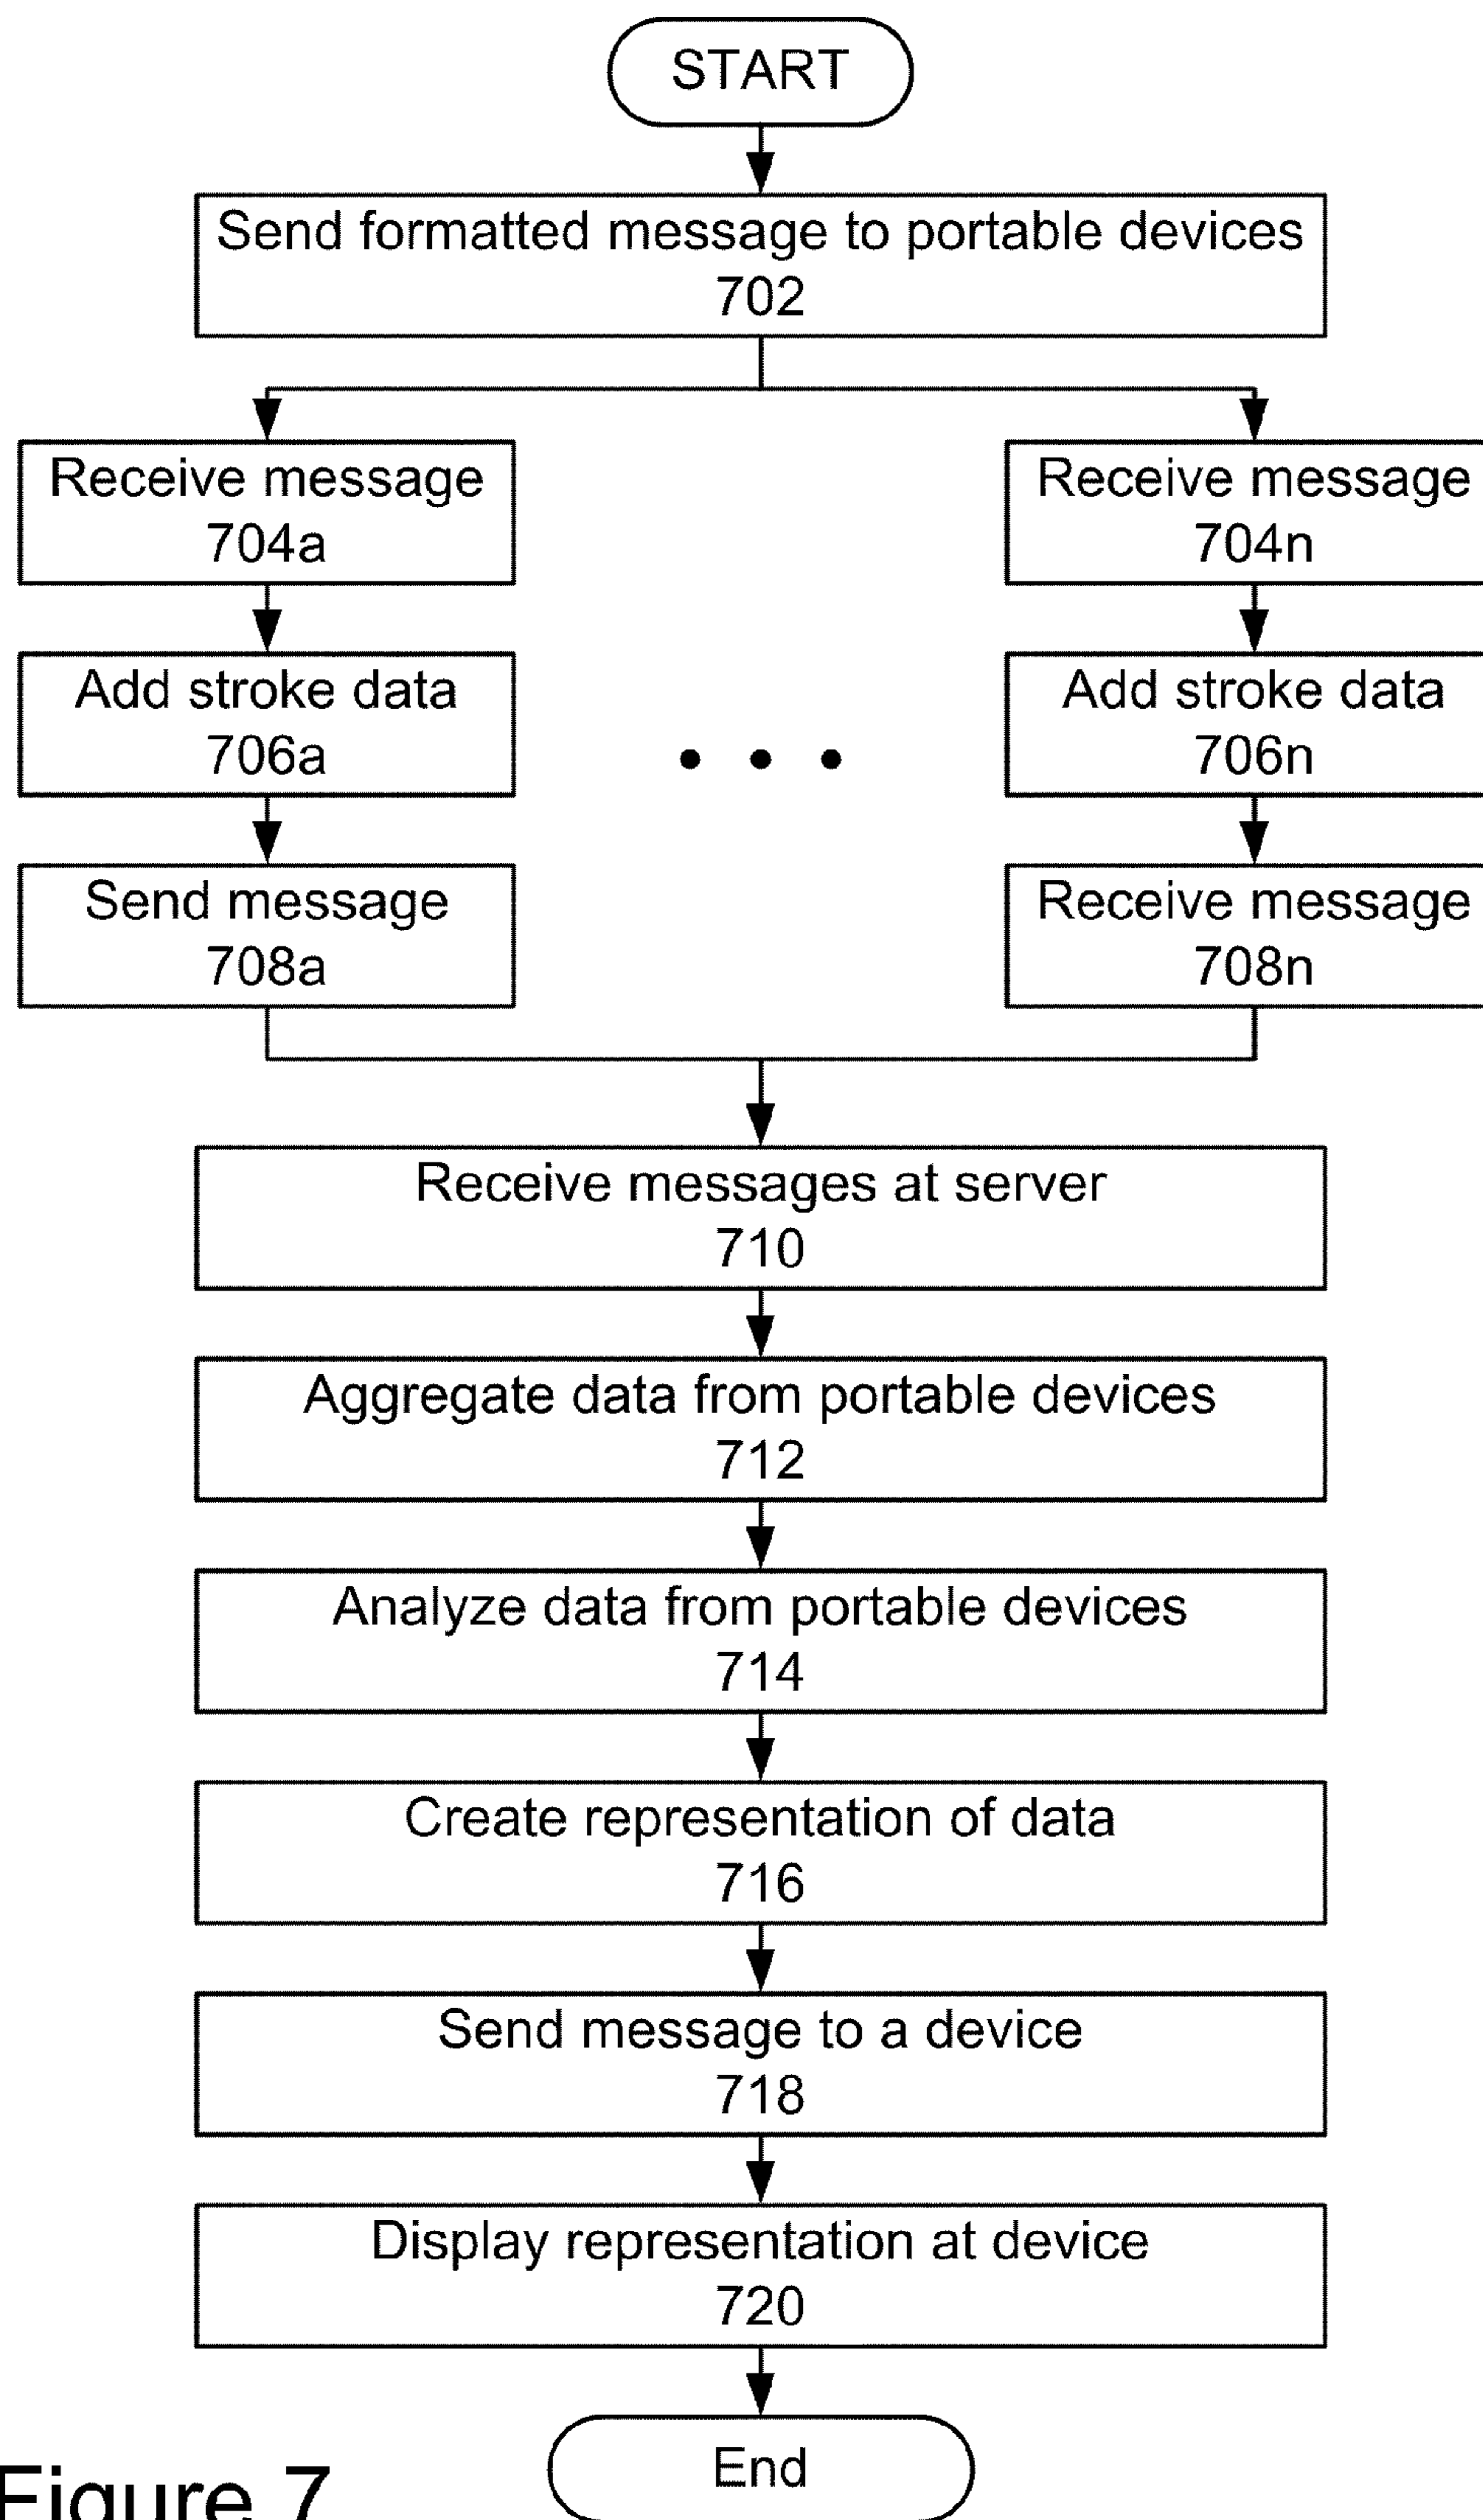 START
Send formatted message to portable devices
702
Receive message
704a
Receive message
704n
Add stroke data
706a
Add stroke data
706n
Send message
708a
Receive message
708n
Receive messages at server
710
Aggregate data from portable devices
712
Analyze data from portable devices
714
Create representation of data
716
Send message to a device
718
Display representation at device
720
End
Figure 7